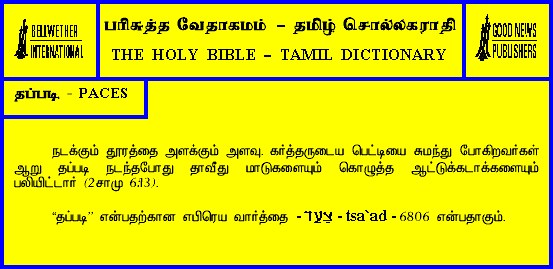 BELLWETHER
INTERNATIONAL
பரிசுத்த வேதாகமம் – தமிழ் சொல்லகராதி
THE HOLY BIBLE – TAMIL DICTIONARY
GOOD NEWS
PUBLISHERS
தப்படி - PACES
நடக்கும் தூரத்தை அளக்கும் அளவு. கர்த்தருடைய பெட்டியை சுமந்து போகிறவர்கள்
ஆறு தப்படி நடந்தபோது தாவீது மாடுகளையும் கொழுத்த ஆட்டுக்கடாக்களையும்
பலியிட்டார் (2சாமு 6:13).
“தப்படி” என்பதற்கான எபிரெய வார்த்தை - צַעַד - tsa`ad - 6806 என்பதாகும்.